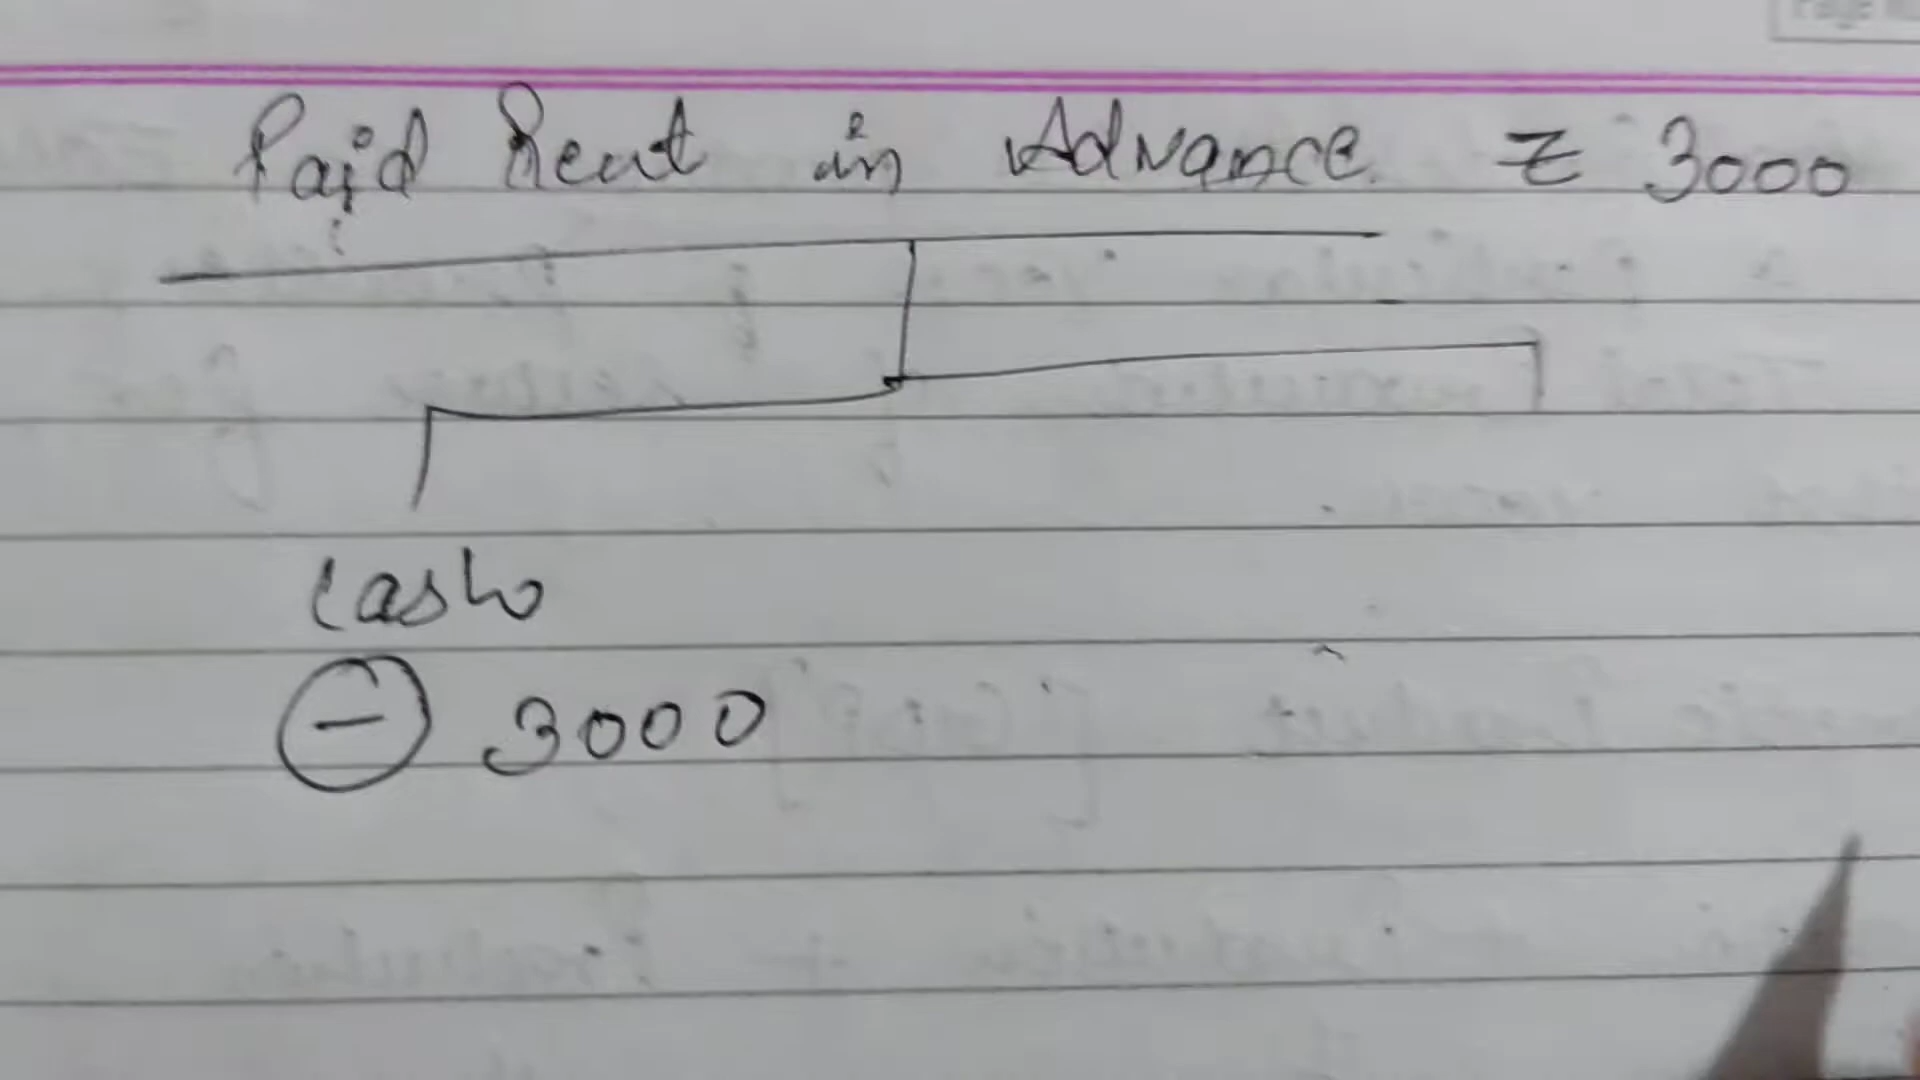 Paid Rent in Advance ₹ 3000
Cash
⊖ 3000